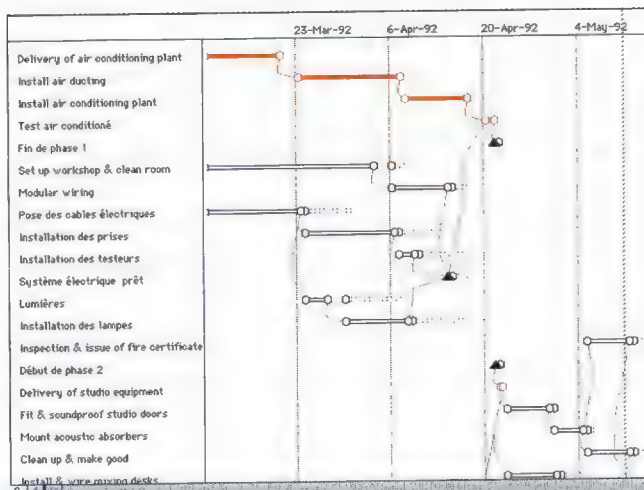 23-Mar-92 6-Apr-92 20-Apr-92 4-May-92
Delivery of air conditioning plant
Install air ducting
Install air conditioning plant
Test air conditioné
Fin de phase 1
Set up workshop & clean room
Modular wiring
Pose des cables électriques
Installation des prises
Installation des testeurs
Système électrique prêt
Lumières
Installation des lampes
Inspection & issue of fire certificate
Début de phase 2
Delivery of studio equipment
Fit & soundproof studio doors
Mount acoustic absorbers
Clean up & make good
Install & wire mixing desks